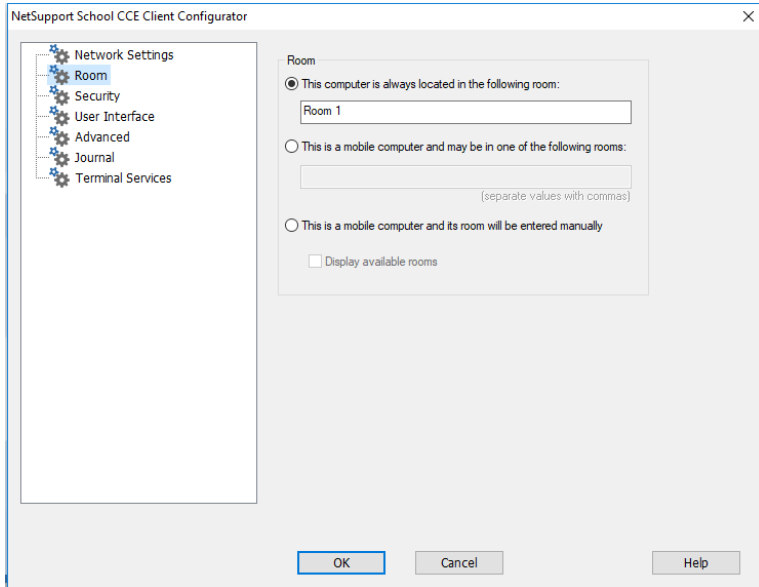 NetSupport School CCE Client Configurator
Network Settings
Room
Security
User Interface
Advanced
Journal
Terminal Services
Room
This computer is always located in the following room:
Room 1
This is a mobile computer and may be in one of the following rooms:
(separate values with commas)
This is a mobile computer and its room will be entered manually
Display available rooms
OK Cancel Help